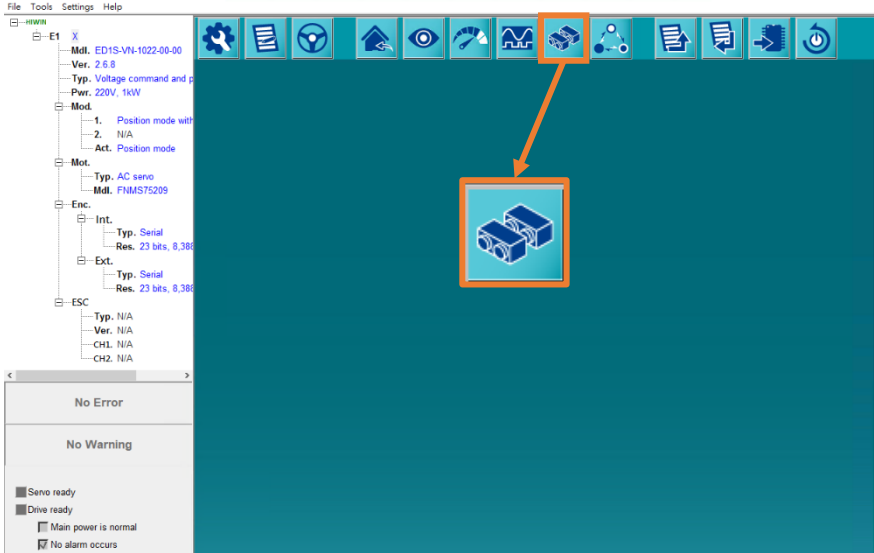 File Tools Settings Help
HIWIN
E1 X
Mdl. ED1S-VN-1022-00-00
Ver. 2.6.8
Typ. Voltage command and p
Pwr. 220V, 1kW
Mod.
1. Position mode with
2. N/A
Act. Position mode
Mot.
Typ. AC servo
Mdl. FNMS75209
Enc.
Int.
Typ. Serial
Res. 23 bits, 8,388
Ext.
Typ. Serial
Res. 23 bits, 8,388
ESC
Typ. N/A
Ver. N/A
CH1. N/A
CH2. N/A
No Error
No Warning
Servo ready
Drive ready
Main power is normal
No alarm occurs